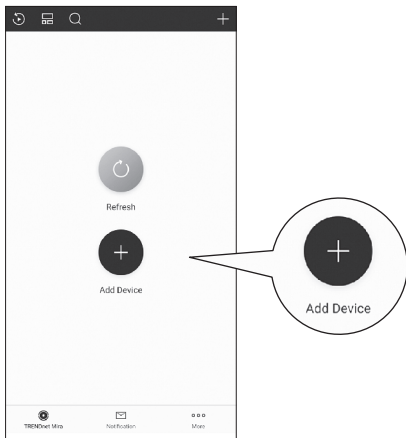 Refresh
Add Device
Add Device
TRENDnet Mira
Notification
More